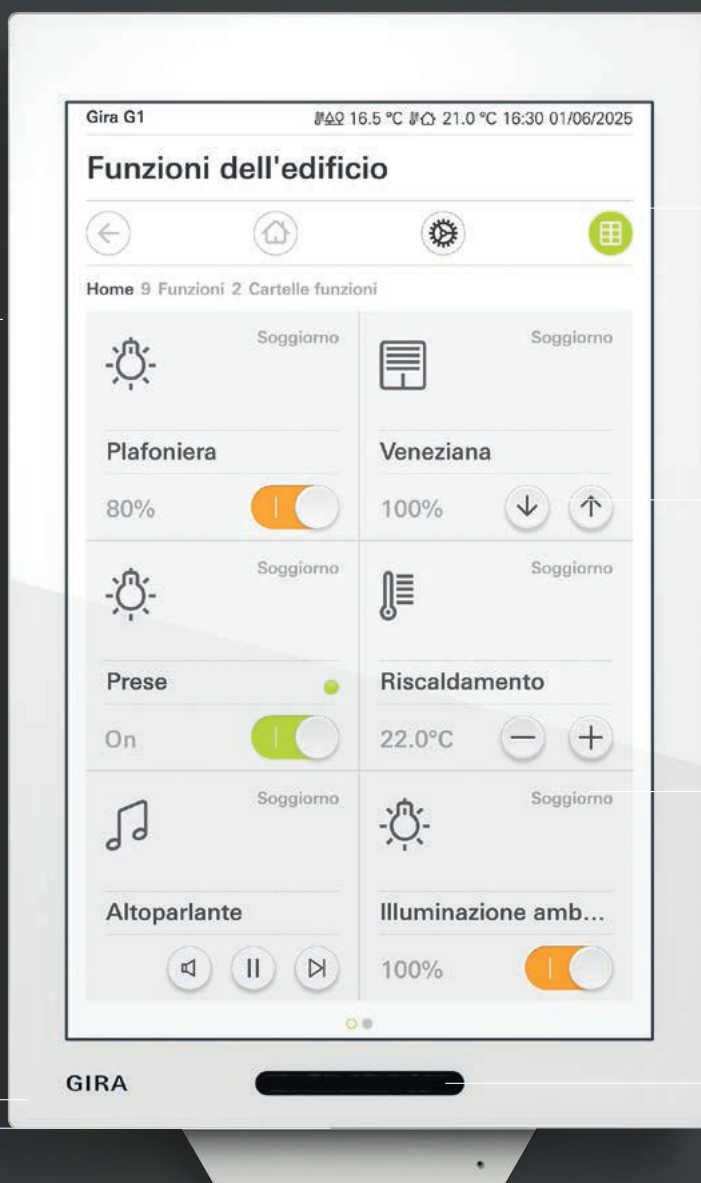 Gira G1 16.5 °C 21.0 °C 16:30 01/06/2025
Funzioni dell'edificio
Home 9 Funzioni 2 Cartelle funzioni
Soggiorno Soggiorno
Plafoniera Veneziana
80% 100%
Soggiorno Soggiorno
Prese Riscaldamento
On 22.0°C
Soggiorno Soggiorno
Altoparlante Illuminazione amb...
100%
GIRA